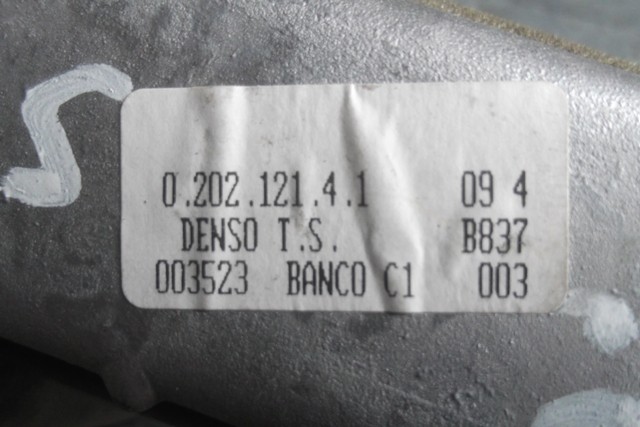 0.202.121.4.1 09 4
DENSO T.S. B837
003523 BANCO C1 003